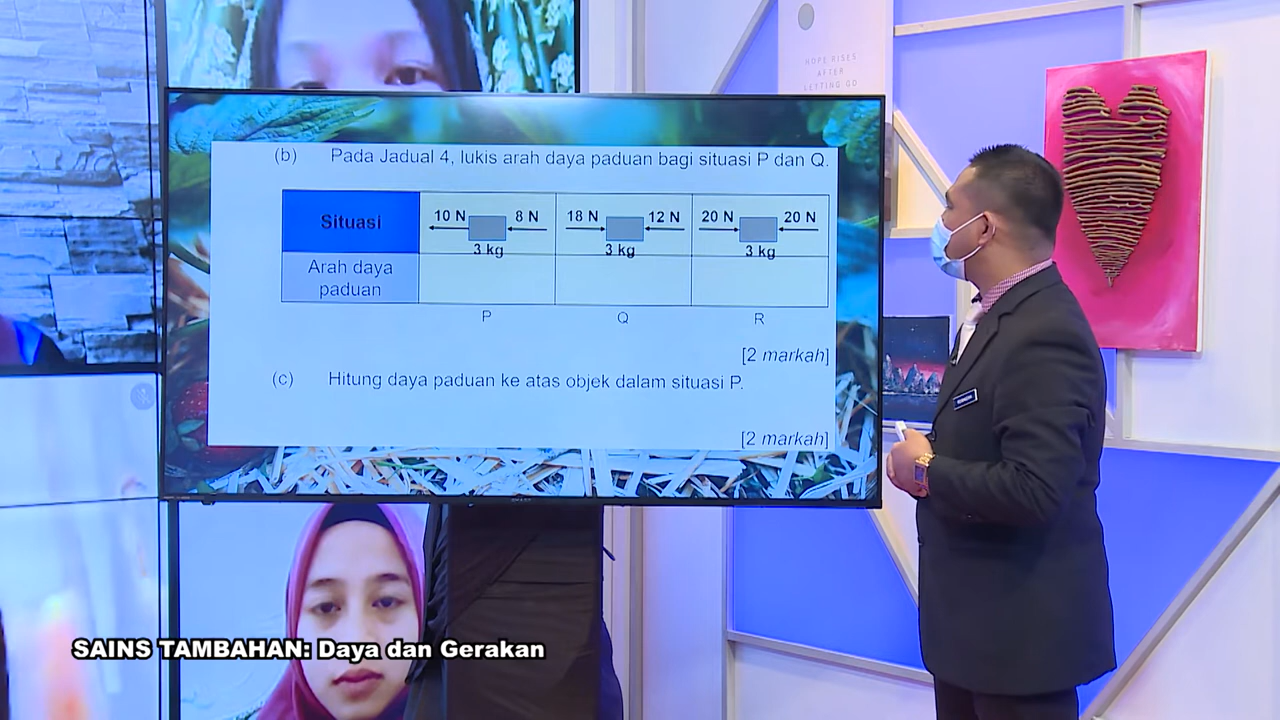 HOPE RISES
AFTER
LETTING GO
(b) Pada Jadual 4, lukis arah daya paduan bagi situasi P dan Q.
Situasi 10 N 8 N 18 N 12 N 20 N 20 N
3 kg 3 kg 3 kg
Arah daya
paduan
P Q R
[2 markah]
(c) Hitung daya paduan ke atas objek dalam situasi P.
[2 markah]
SAINS TAMBAHAN: Daya dan Gerakan